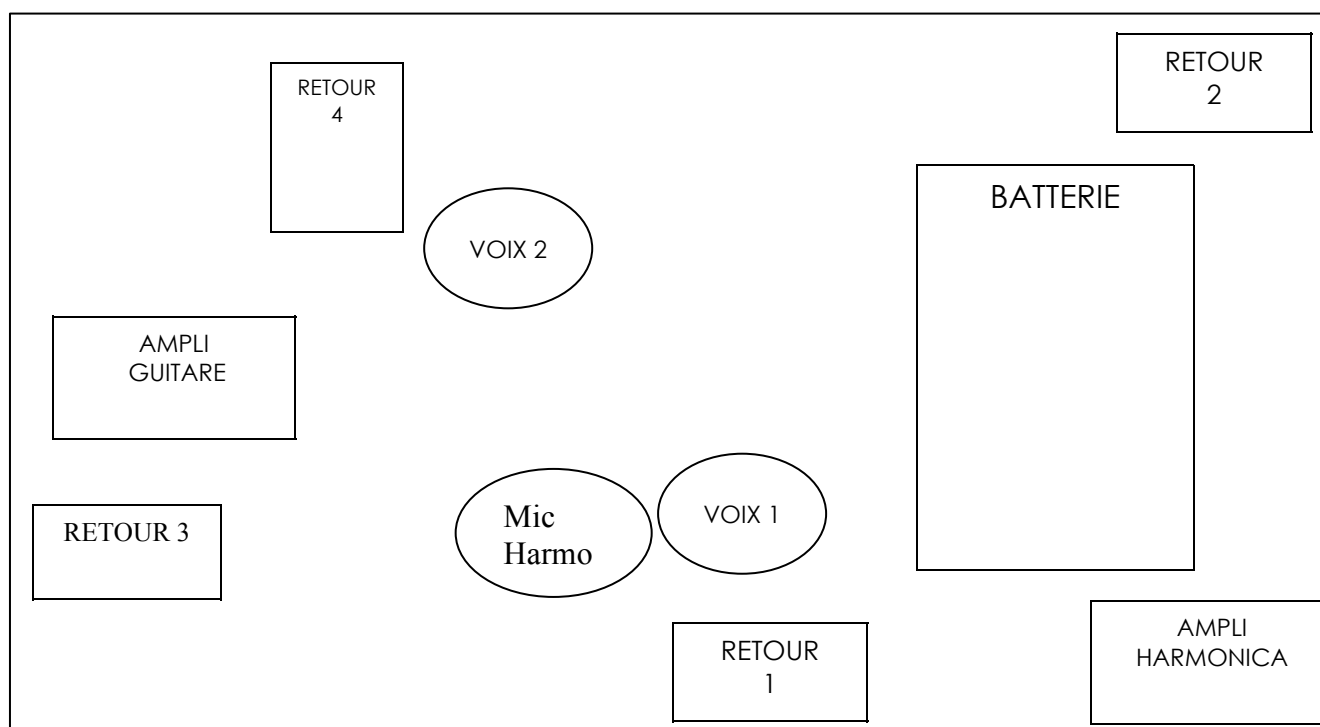 RETOUR
2
RETOUR
4
BATTERIE
VOIX 2
AMPLI
GUITARE
Mic
Harmo
VOIX 1
RETOUR 3
AMPLI
HARMONICA
RETOUR
1